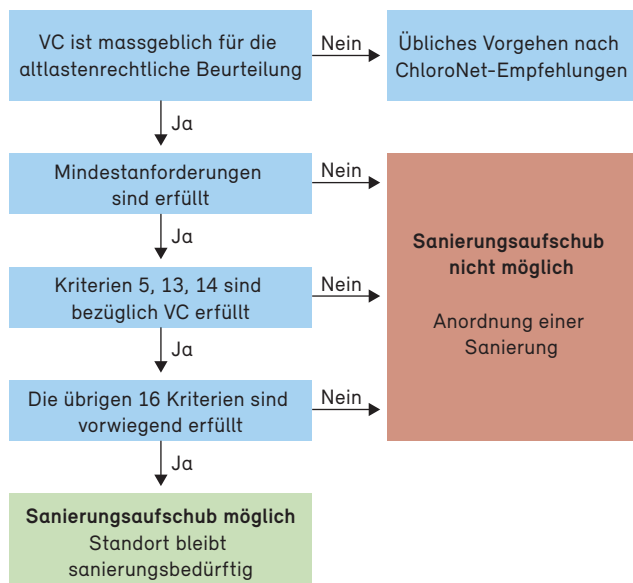 VC ist massgeblich für die
altlastenrechtliche Beurteilung
Nein
Übliches Vorgehen nach
ChloroNet-Empfehlungen
Ja
Mindestanforderungen
sind erfüllt
Nein
Sanierungsaufschub
nicht möglich
Anordnung einer
Sanierung
Ja
Kriterien 5, 13, 14 sind
bezüglich VC erfüllt
Nein
Ja
Die übrigen 16 Kriterien sind
vorwiegend erfüllt
Nein
Ja
Sanierungsaufschub möglich
Standort bleibt
sanierungsbedürftig